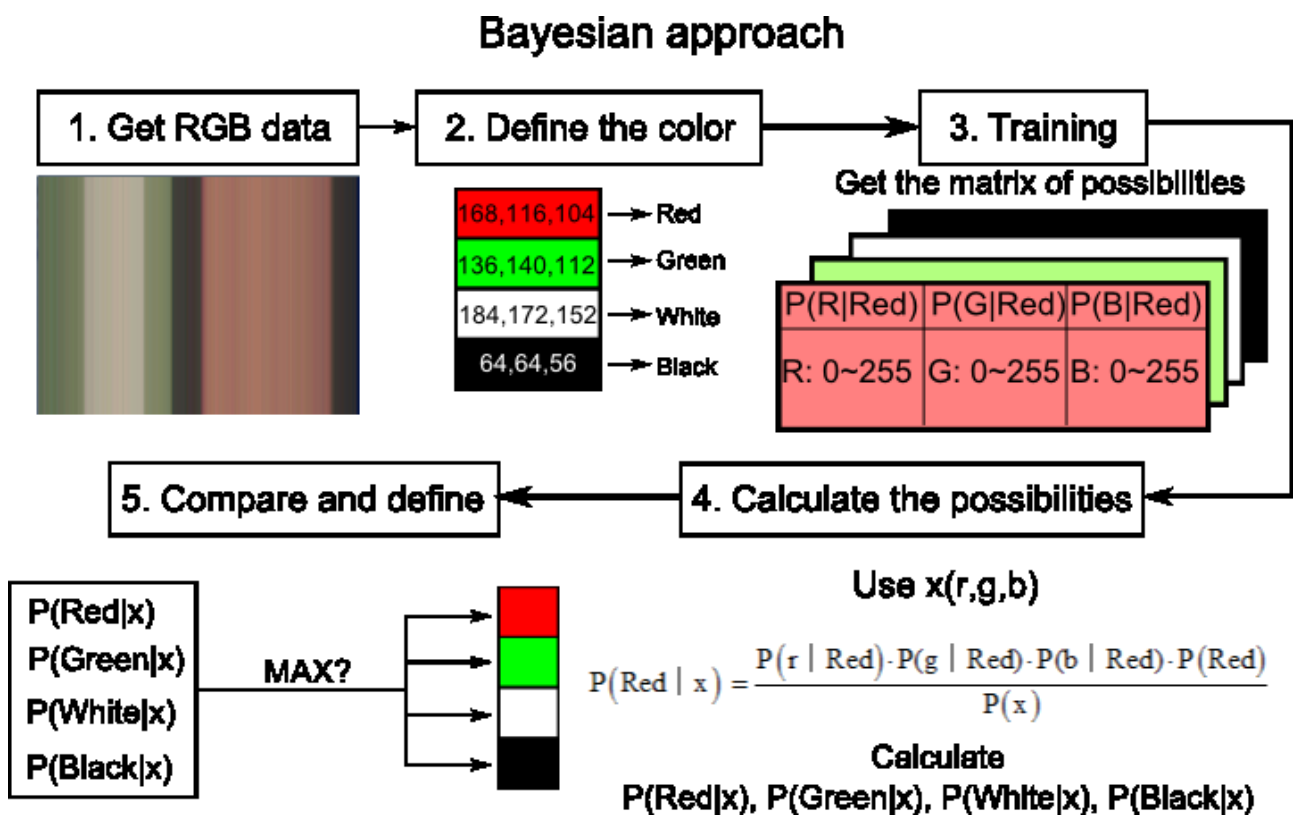 Bayesian approach
1. Get RGB data
2. Define the color
3. Training
Get the matrix of possibilities
168,116,104
Red
136,140,112
Green
184,172,152
White
64,64,56
Black
P(R|Red) P(G|Red) P(B|Red)
R: 0~255 G: 0~255 B: 0~255
5. Compare and define
4. Calculate the possibilities
P(Red|x)
P(Green|x)
P(White|x)
P(Black|x)
MAX?
Use x(r,g,b)
P(Red | x) = P(r | Red)·P(g | Red)·P(b | Red)·P(Red)
P(x)
Calculate
P(Red|x), P(Green|x), P(White|x), P(Black|x)